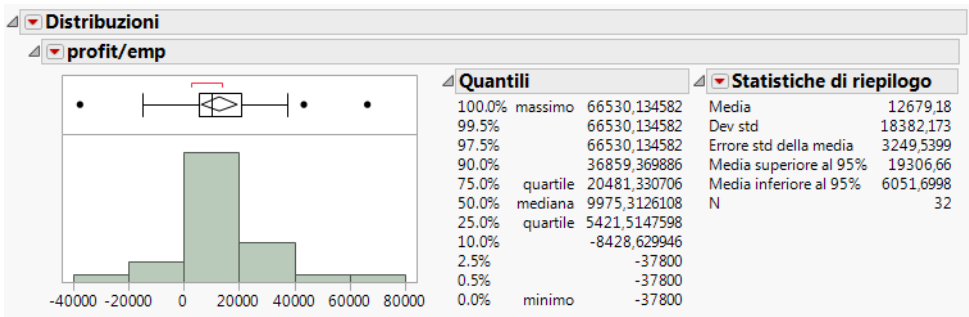 Distribuzioni
profit/emp
-40000 -20000 0 20000 40000 60000 80000
Quantili
100.0% massimo 66530,134582
99.5% 66530,134582
97.5% 66530,134582
90.0% 36859,369886
75.0% quartile 20481,330706
50.0% mediana 9975,3126108
25.0% quartile 5421,5147598
10.0% -8428,629946
2.5% -37800
0.5% -37800
0.0% minimo -37800
Statistiche di riepilogo
Media 12679,18
Dev std 18382,173
Errore std della media 3249,5399
Media superiore al 95% 19306,66
Media inferiore al 95% 6051,6998
N 32